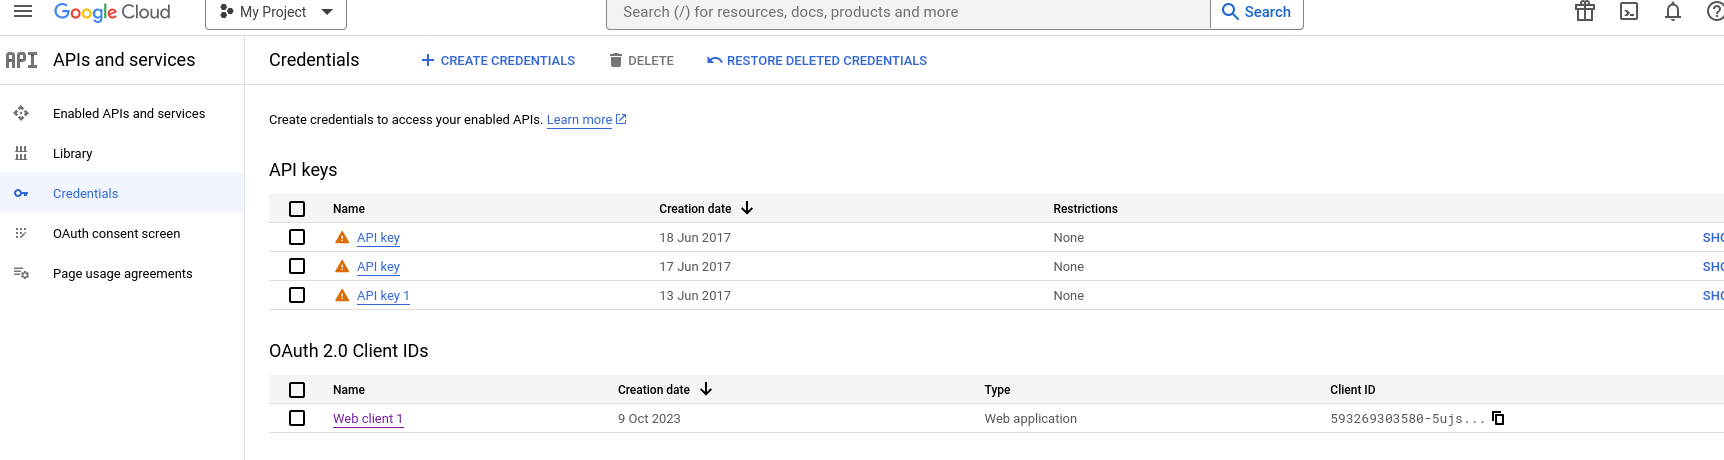 Google Cloud
My Project
Search (/) for resources, docs, products and more
Search
API
APIs and services
Credentials
CREATE CREDENTIALS
DELETE
RESTORE DELETED CREDENTIALS
Enabled APIs and services
Library
Credentials
OAuth consent screen
Page usage agreements
Create credentials to access your enabled APIs. Learn more
API keys
Name Creation date Restrictions
API key 18 Jun 2017 None
API key 17 Jun 2017 None
API key 1 13 Jun 2017 None
OAuth 2.0 Client IDs
Name Creation date Type Client ID
Web client 1 9 Oct 2023 Web application 593269303580-5ujs...